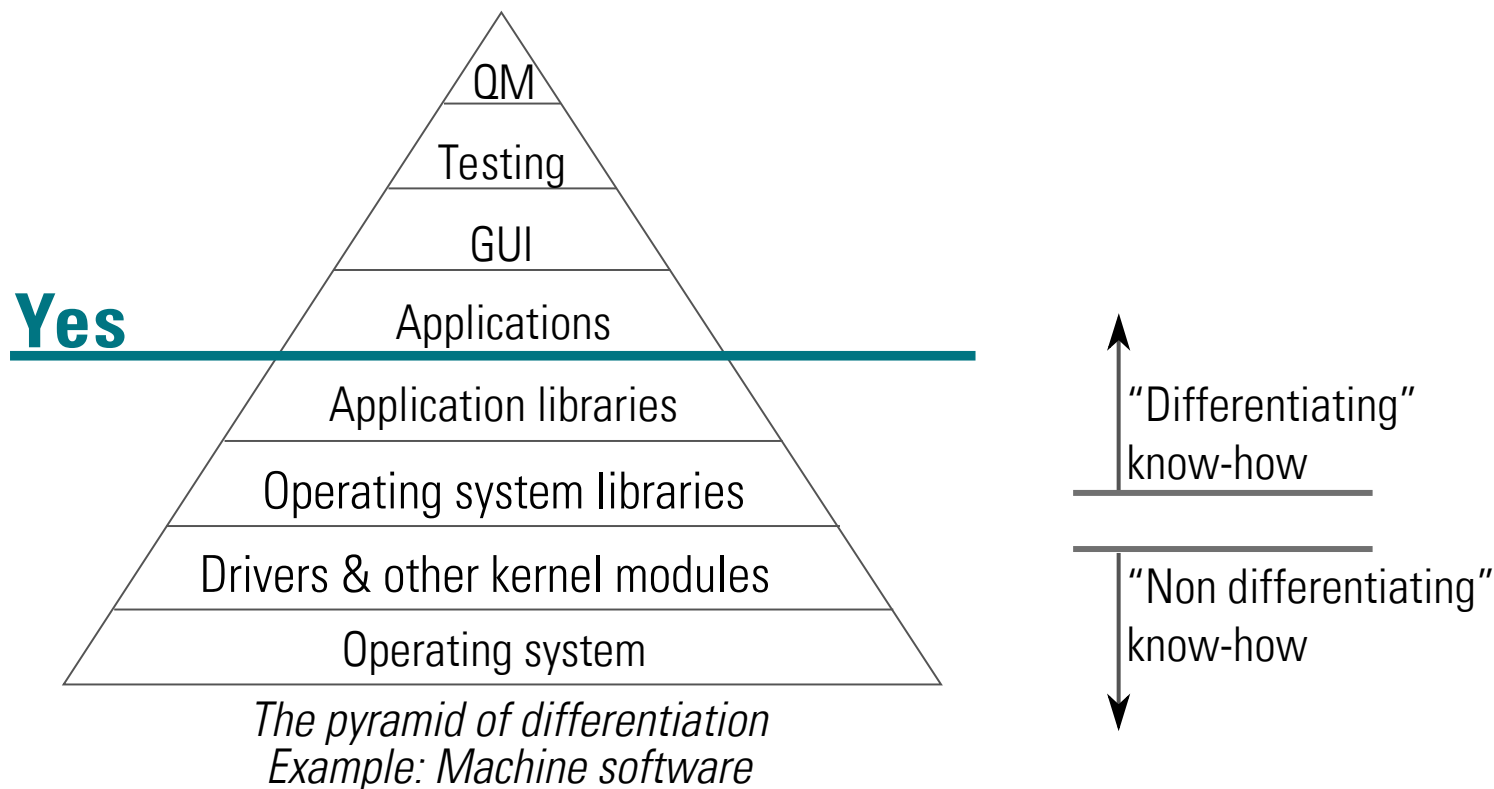 QM
Testing
GUI
Yes
Applications
Application libraries
Operating system libraries
Drivers & other kernel modules
Operating system
The pyramid of differentiation
Example: Machine software
“Differentiating”
know-how
“Non differentiating”
know-how